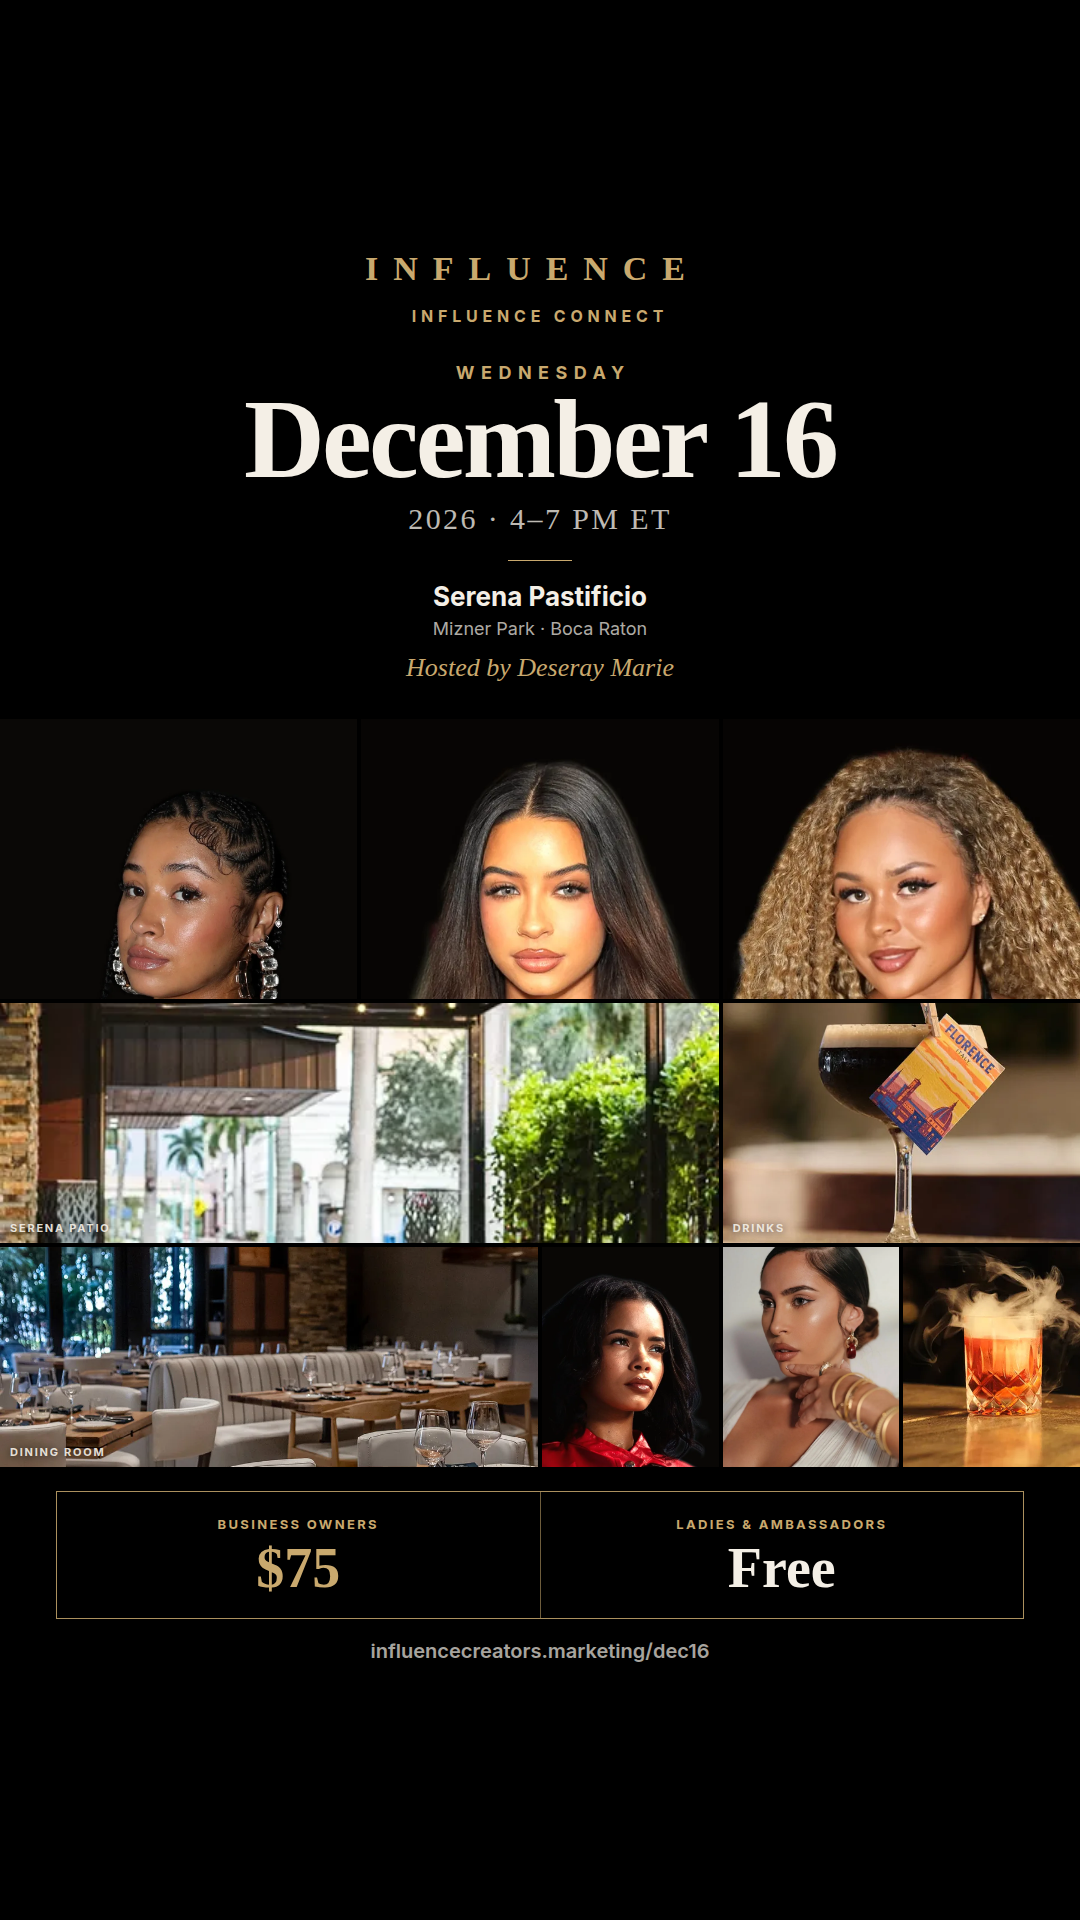 INFLUENCE
INFLUENCE CONNECT
WEDNESDAY
December 16
2026 · 4–7 PM ET
Serena Pastificio
Mizner Park · Boca Raton
Hosted by Deseray Marie
FLORENCE
ITALY
SERENA PATIO
DRINKS
DINING ROOM
BUSINESS OWNERS
$75
LADIES & AMBASSADORS
Free
influencecreators.marketing/dec16